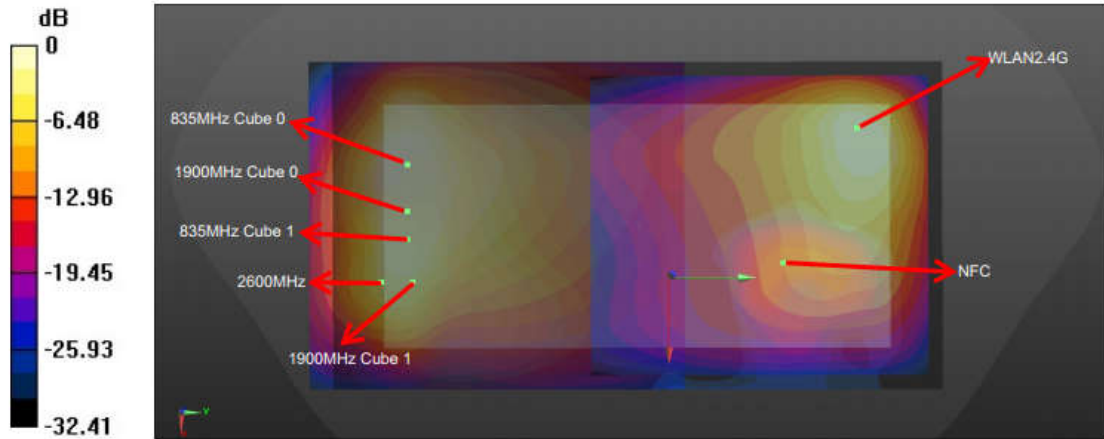 dB
0
-6.48
-12.96
-19.45
-25.93
-32.41
WLAN2.4G
835MHz Cube 0
1900MHz Cube 0
835MHz Cube 1
2600MHz
NFC
1900MHz Cube 1
Y